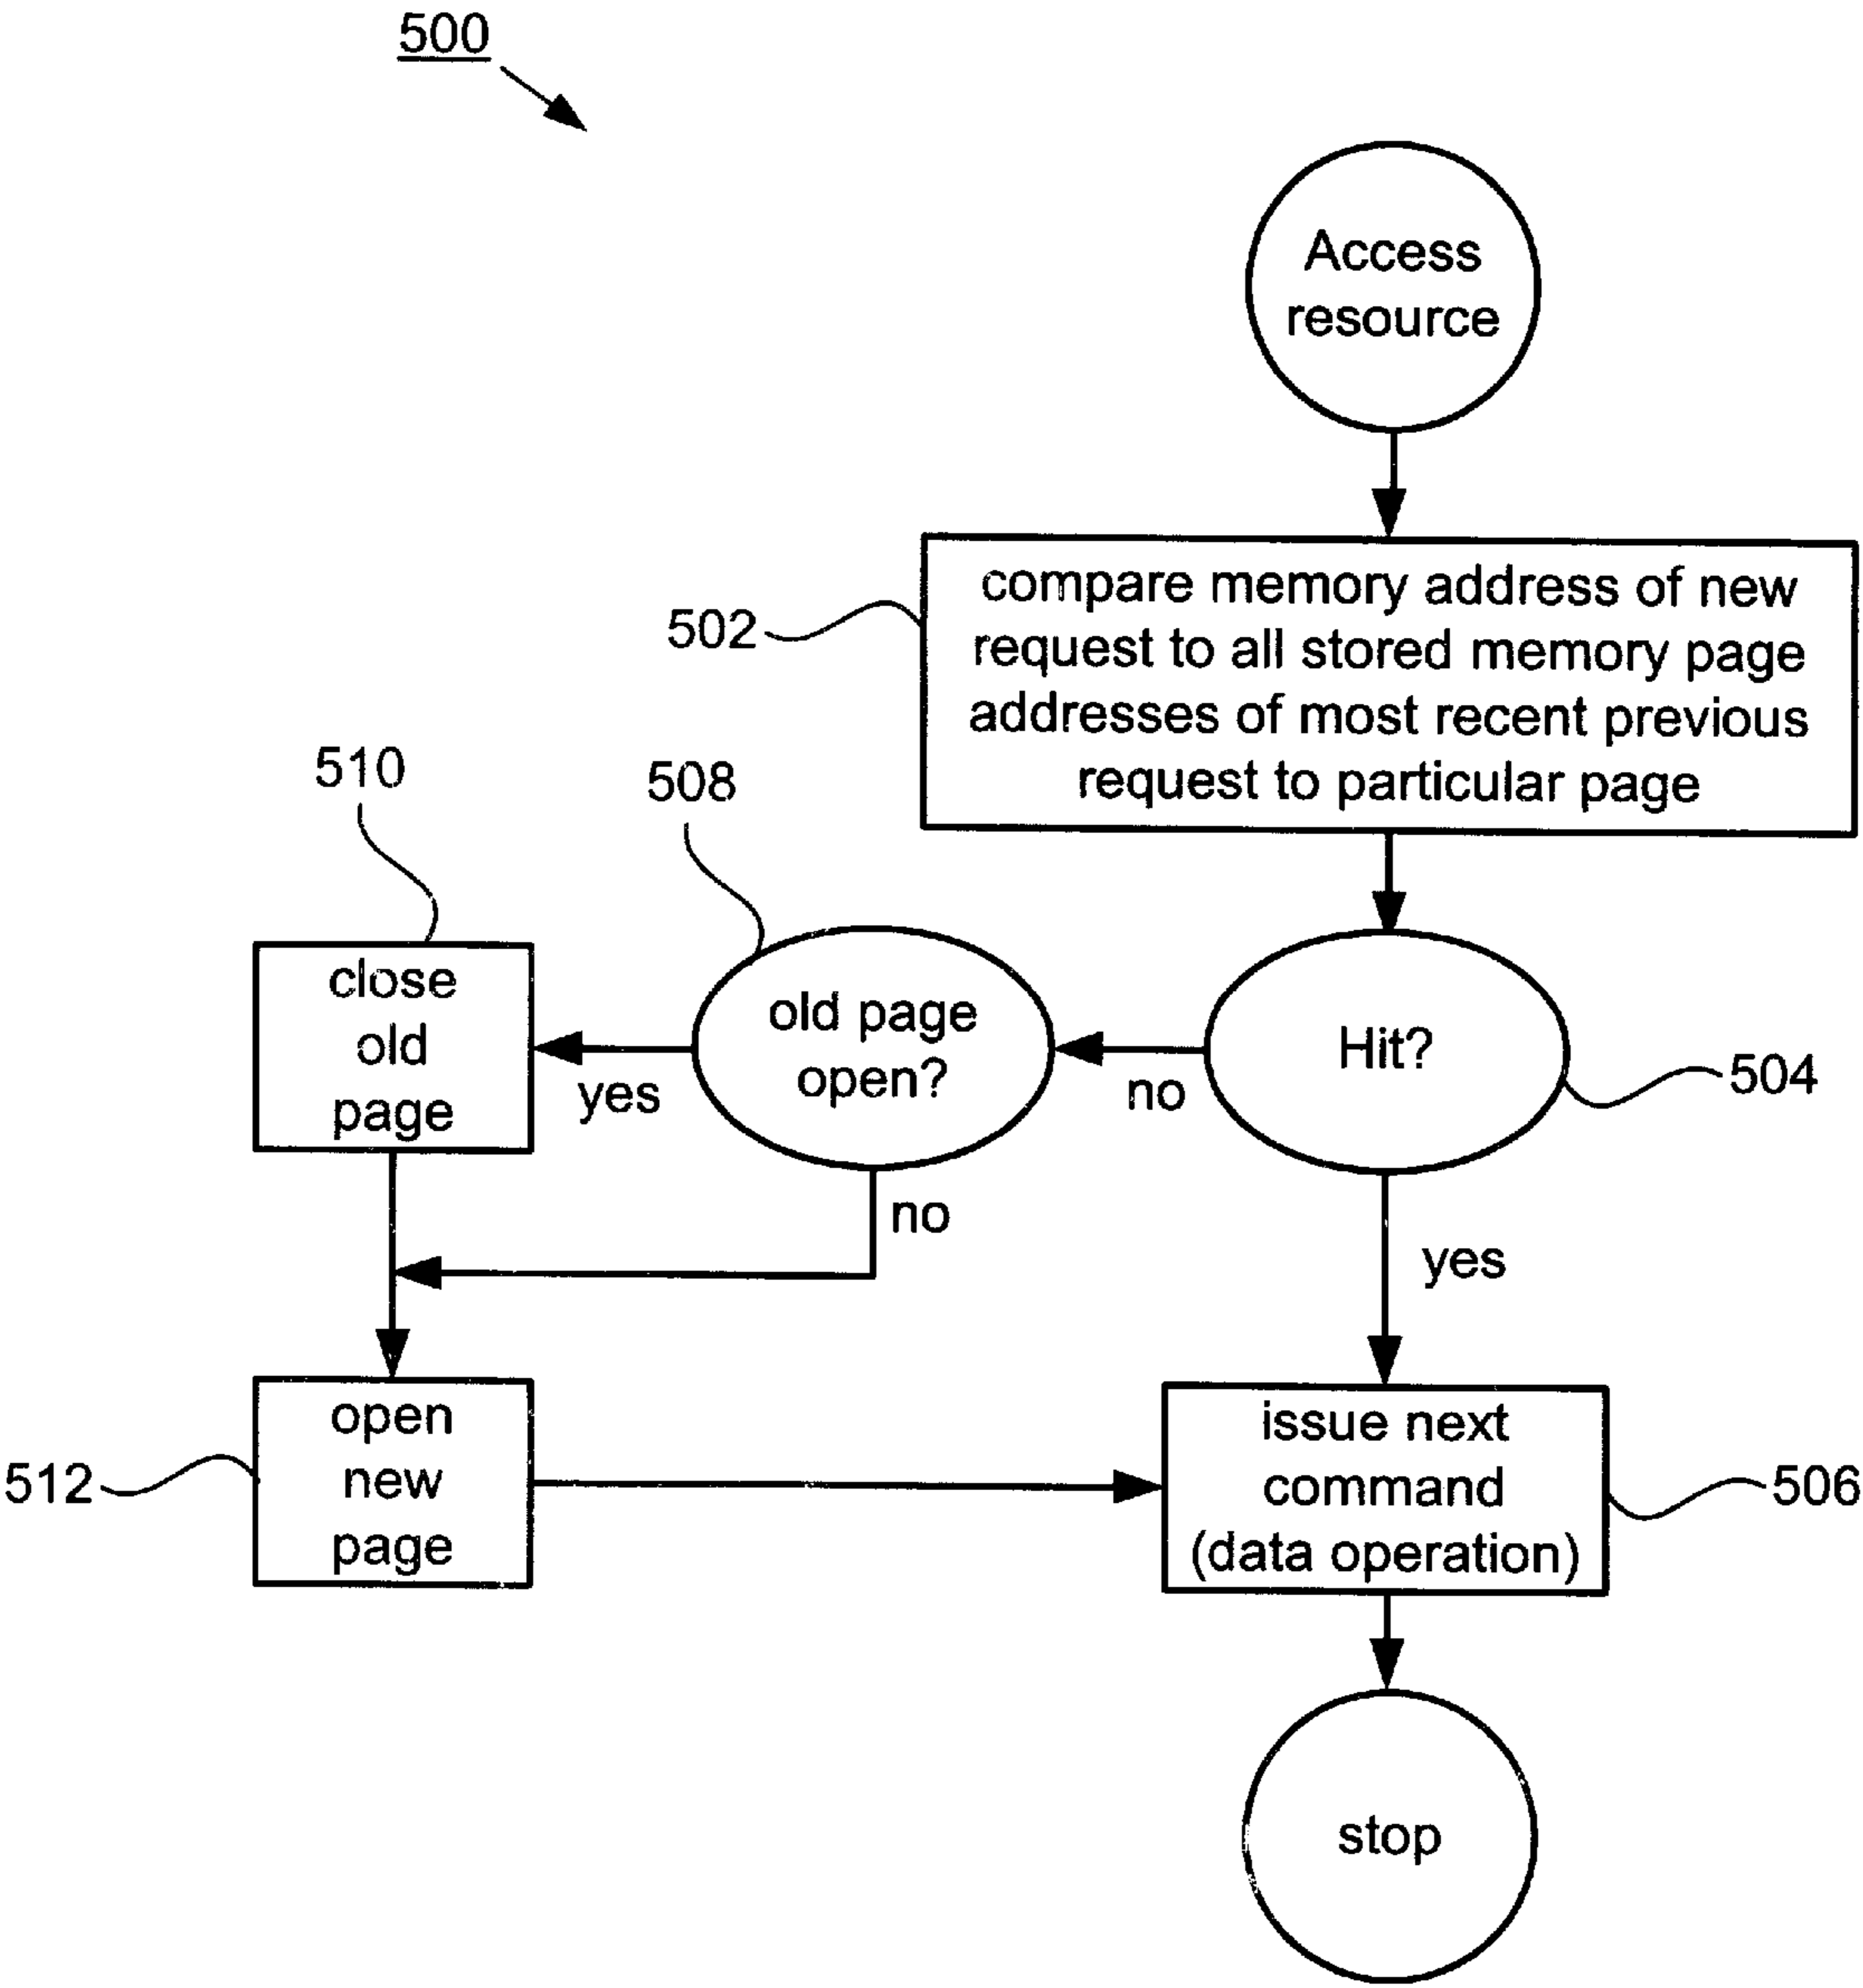 500
Access
resource
502
compare memory address of new
request to all stored memory page
addresses of most recent previous
request to particular page
504
Hit?
no
yes
508
old page
open?
yes
no
510
close
old
page
512
open
new
page
506
issue next
command
(data operation)
stop